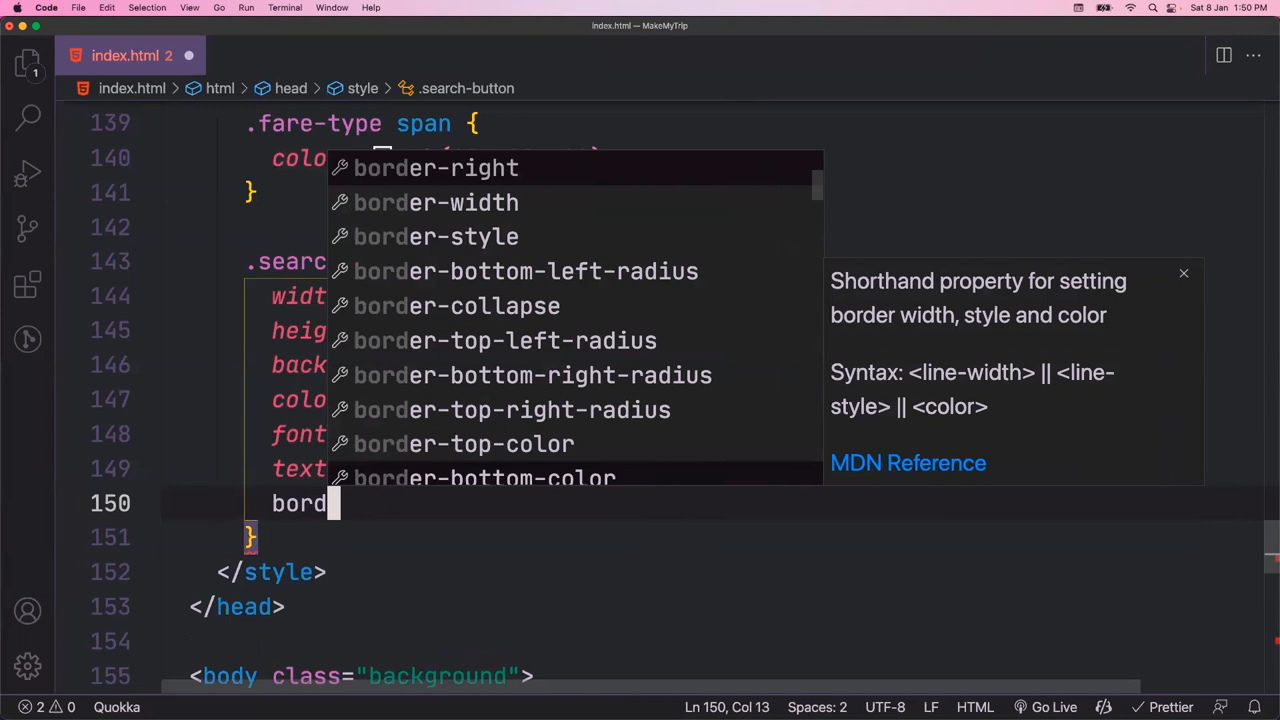 Code File Edit Selection View Go Run Terminal Window Help Sat 8 Jan 1:50 PM
index.html — MakeMyTrip
index.html 2
index.html > html > head > style > .search-button
1
139 .fare-type span {
140 colo
141 }
142
143 .searc
144 widt
145 heig
146 back
147 colo
148 font
149 text
150 bord
151 }
152 </style>
153 </head>
154
155 <body class="background">
border-right
border-width
border-style
border-bottom-left-radius
border-collapse
border-top-left-radius
border-bottom-right-radius
border-top-right-radius
border-top-color
border-bottom-color
Shorthand property for setting
border width, style and color
Syntax: <line-width> || <line-
style> || <color>
MDN Reference
2 0 Quokka Ln 150, Col 13 Spaces: 2 UTF-8 LF HTML Go Live Prettier